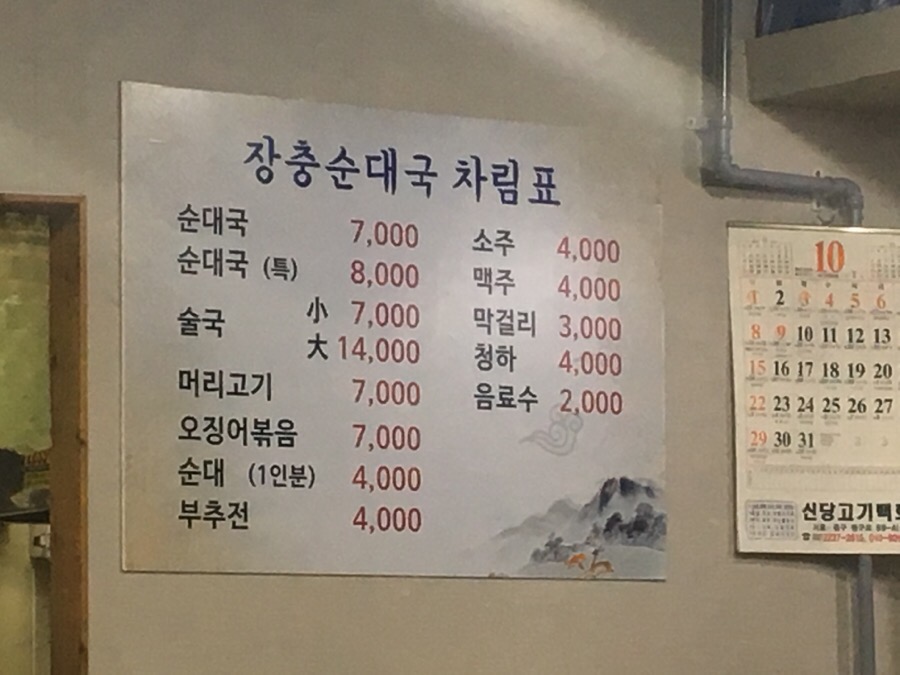 장충순대국 차림표
순대국 7,000
순대국 (특) 8,000
술국 小 7,000
大 14,000
머리고기 7,000
오징어볶음 7,000
순대 (1인분) 4,000
부추전 4,000
소주 4,000
맥주 4,000
막걸리 3,000
청하 4,000
음료수 2,000
10
1 2 3 4 5 6
8 9 10 11 12 13
15 16 17 18 19 20
22 23 24 25 26 27
29 30 31
신당고기백